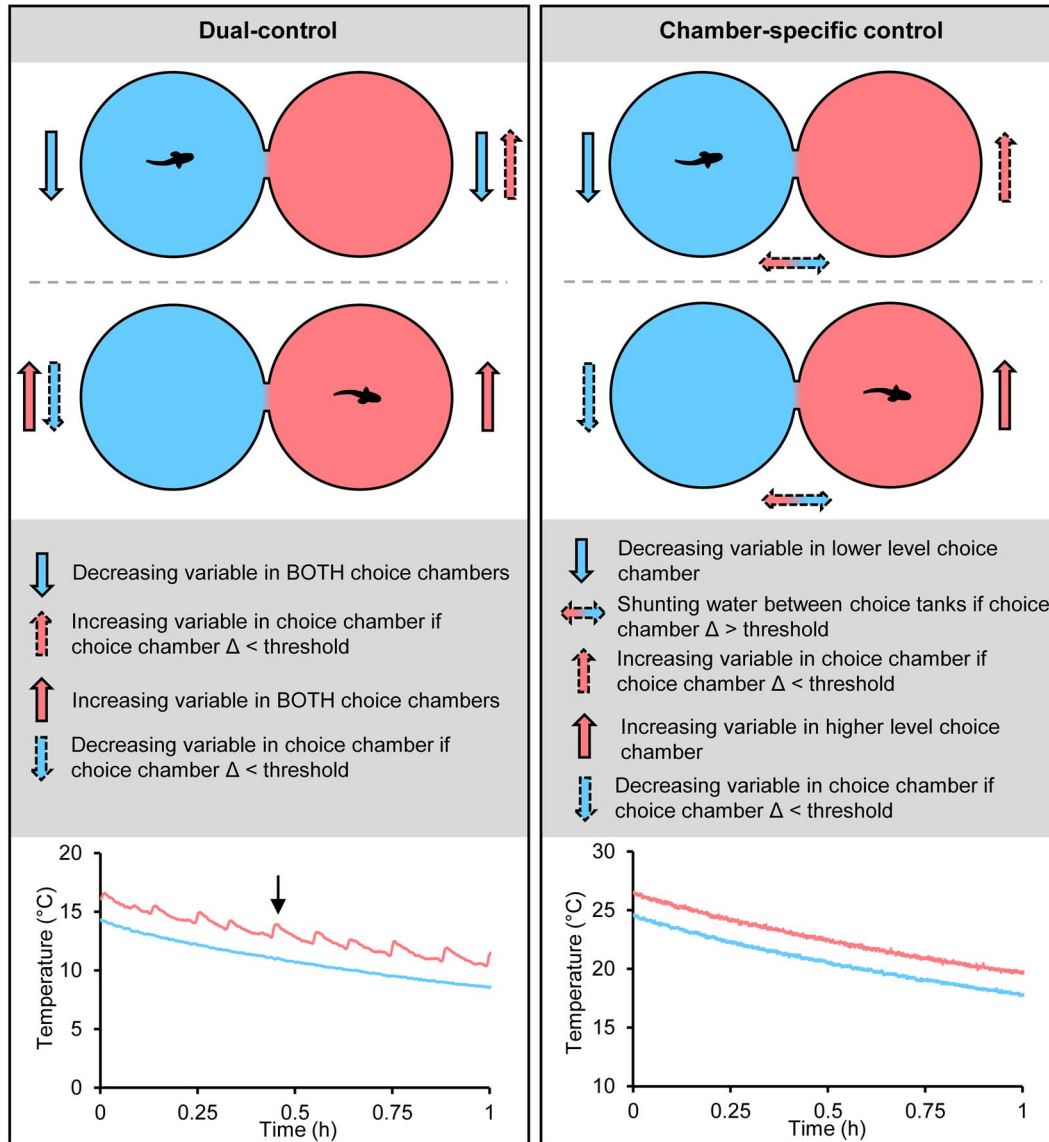 Dual-control
Decreasing variable in BOTH choice chambers
Increasing variable in choice chamber if
choice chamber Δ < threshold
Increasing variable in BOTH choice chambers
Decreasing variable in choice chamber if
choice chamber Δ < threshold
Temperature (°C)
20
15
10
5
0
0
0.25
0.5
0.75
1
Time (h)
Chamber-specific control
Decreasing variable in lower level choice
chamber
Shunting water between choice tanks if choice
chamber Δ > threshold
Increasing variable in choice chamber if
choice chamber Δ < threshold
Increasing variable in higher level choice
chamber
Decreasing variable in choice chamber if
choice chamber Δ < threshold
Temperature (°C)
30
25
20
15
10
0
0.25
0.5
0.75
1
Time (h)